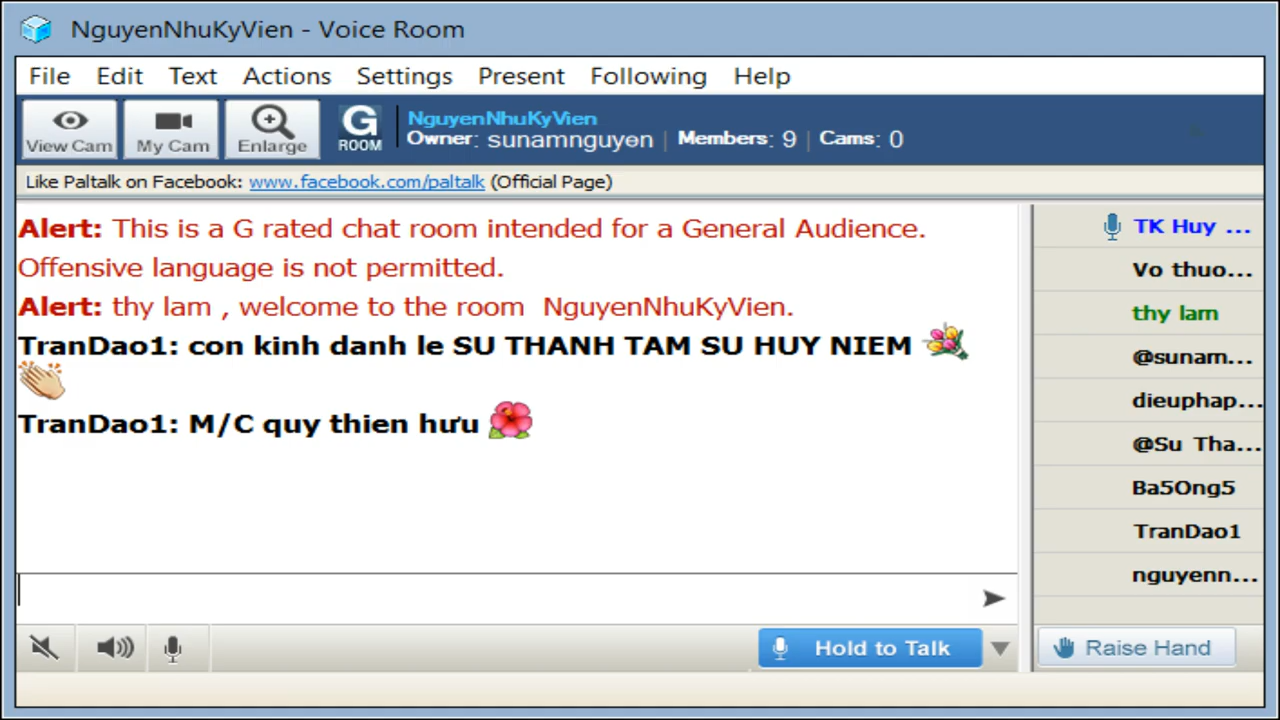 NguyenNhuKyVien - Voice Room
File Edit Text Actions Settings Present Following Help
View Cam My Cam Enlarge G ROOM
NguyenNhuKyVien
Owner: sunamnguyen | Members: 9 | Cams: 0
Like Paltalk on Facebook: www.facebook.com/paltalk (Official Page)
Alert: This is a G rated chat room intended for a General Audience.
Offensive language is not permitted.
Alert: thy lam , welcome to the room NguyenNhuKyVien.
TranDao1: con kinh danh le SU THANH TAM SU HUY NIEM
TranDao1: M/C quy thien hưu
TK Huy ...
Vo thuo...
thy lam
@sunam...
dieuphap...
@Su Tha...
Ba5Ong5
TranDao1
nguyenn...
Hold to Talk
Raise Hand